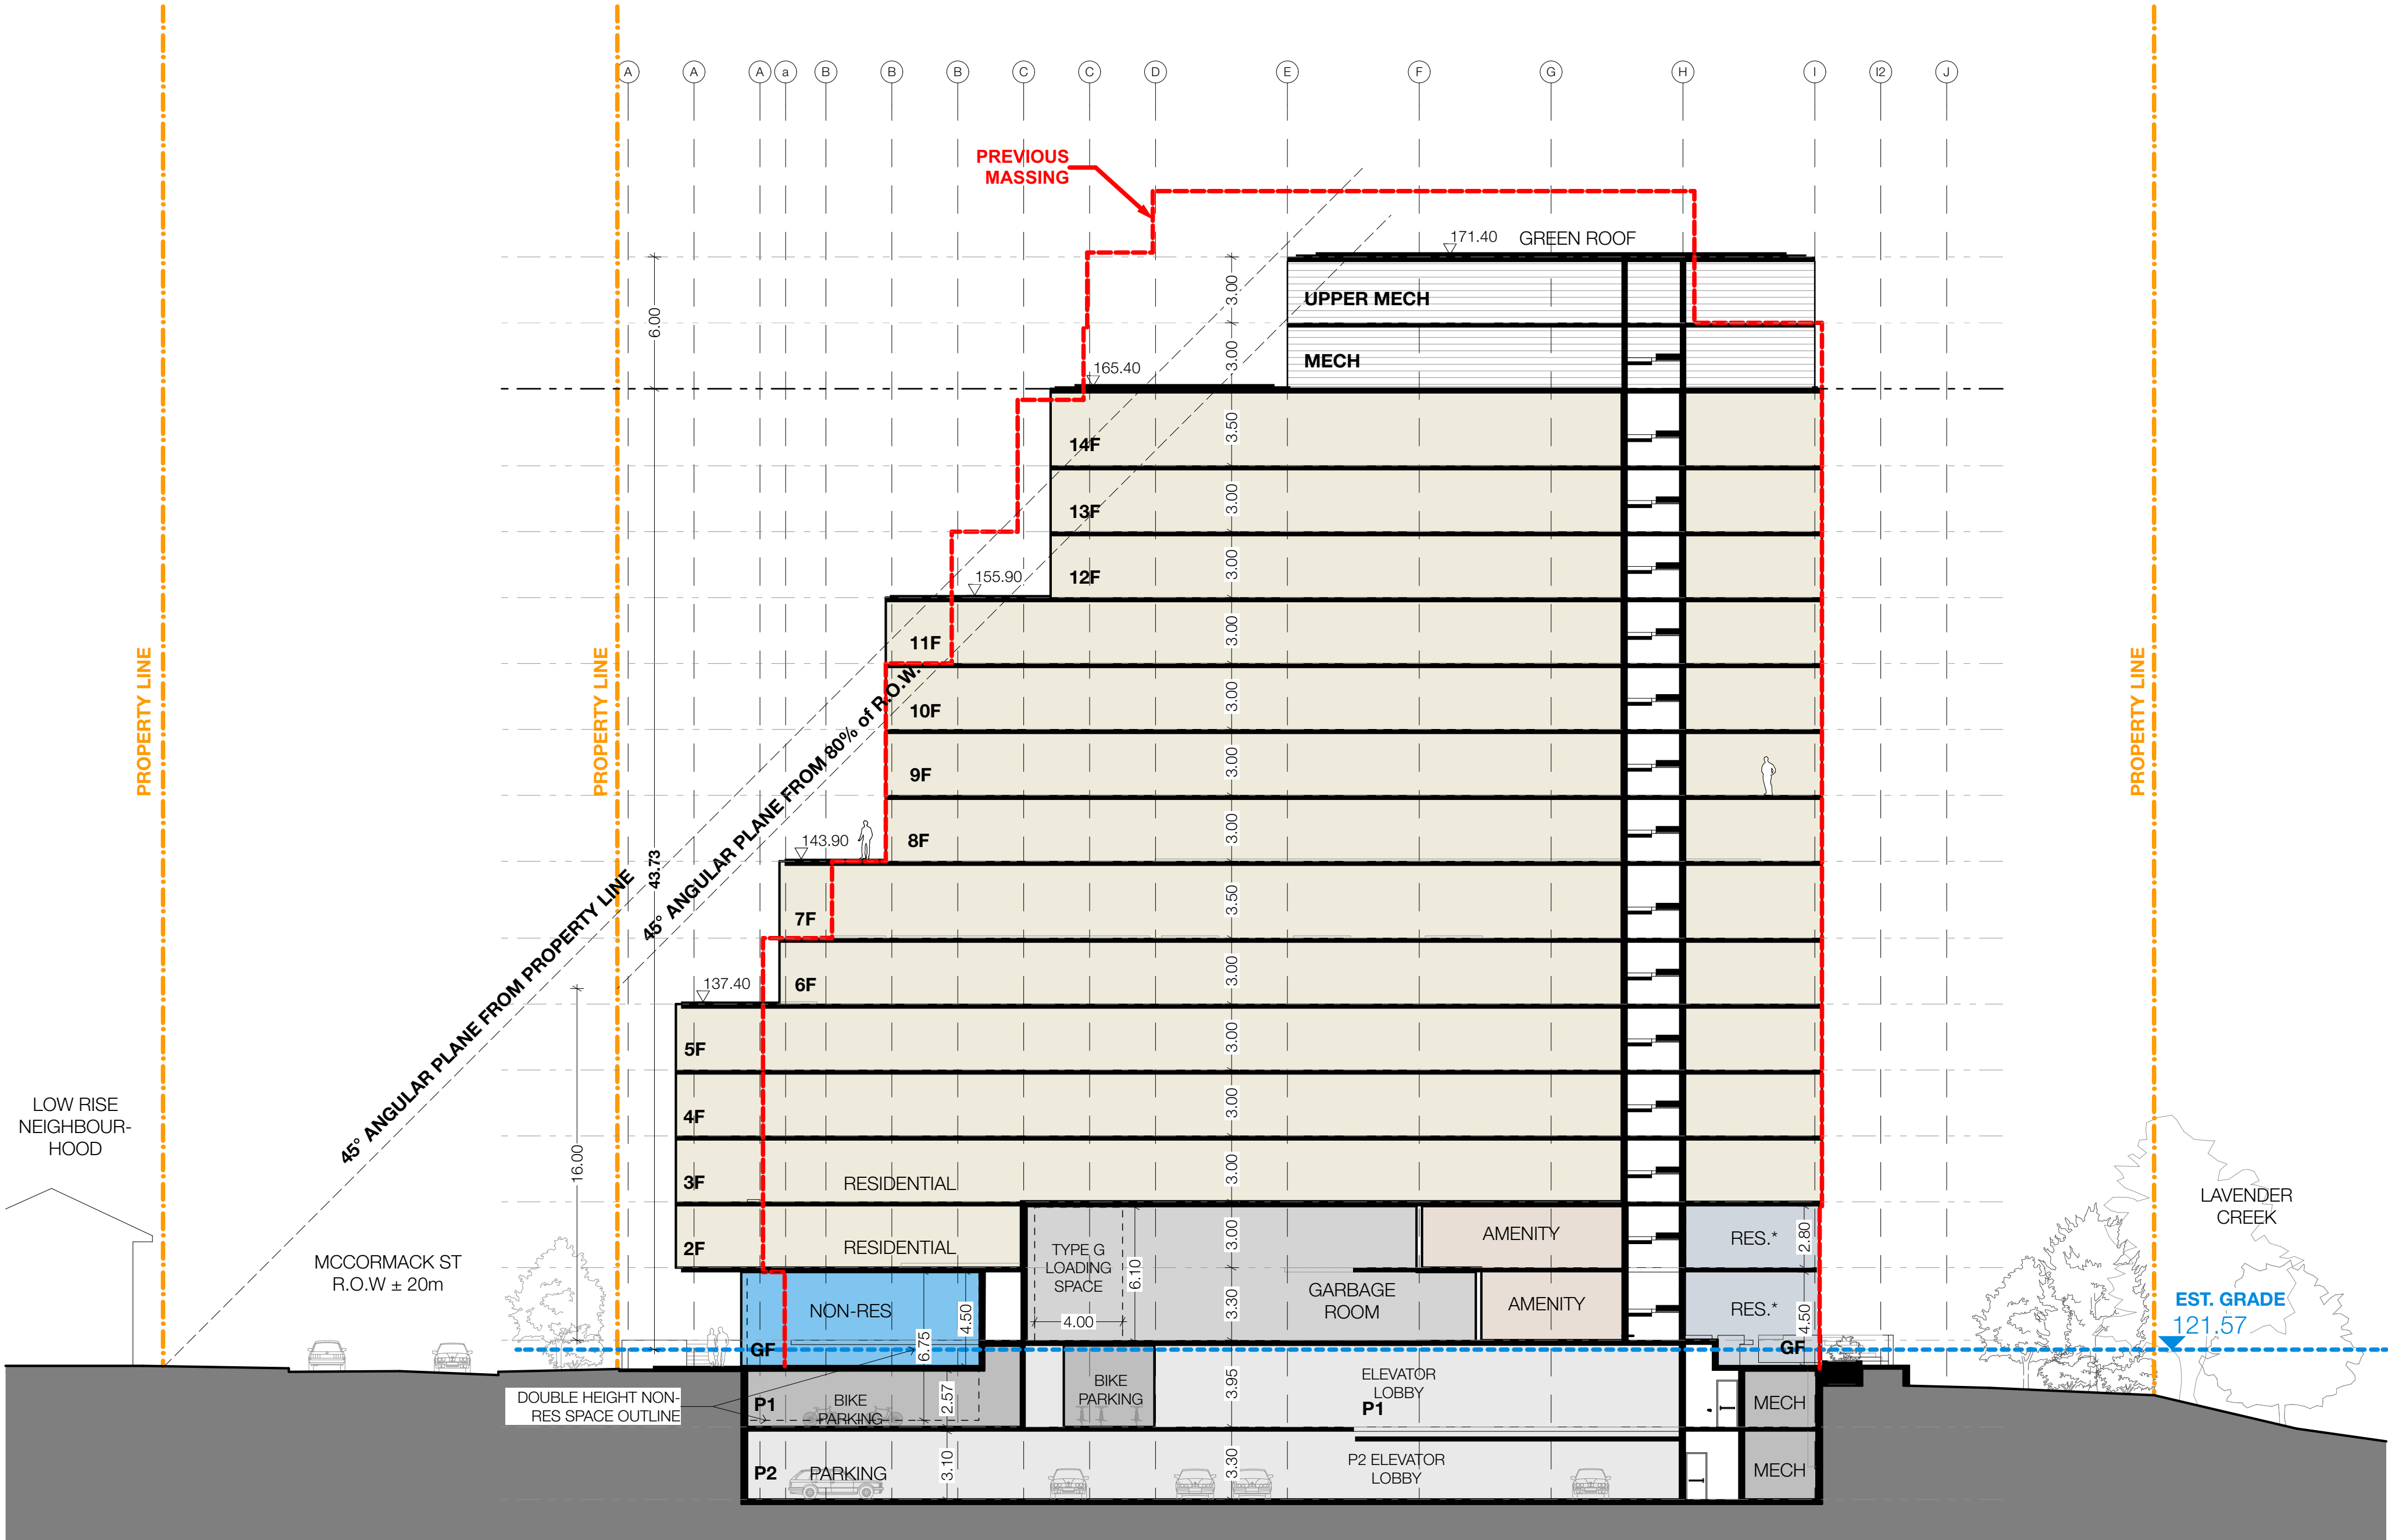 A
A
A
a
B
B
B
C
C
D
E
F
G
H
I
I2
J
PREVIOUS
MASSING
171.40
GREEN ROOF
6.00
3.00
UPPER MECH
3.00
MECH
165.40
3.50
14F
3.00
13F
3.00
12F
155.90
3.00
11F
3.00
10F
3.00
9F
3.00
8F
143.90
3.50
7F
3.00
6F
137.40
3.00
5F
3.00
4F
3.00
3F
RESIDENTIAL
3.00
2F
RESIDENTIAL
PROPERTY LINE
PROPERTY LINE
PROPERTY LINE
43.73
16.00
45° ANGULAR PLANE FROM PROPERTY LINE
45° ANGULAR PLANE FROM 80% of R.O.W.
LOW RISE
NEIGHBOUR-
HOOD
MCCORMACK ST
R.O.W ± 20m
TYPE G
LOADING
SPACE
6.10
4.00
GARBAGE
ROOM
AMENITY
AMENITY
RES.*
2.80
RES.*
4.50
3.30
NON-RES
4.50
6.75
GF
GF
LAVENDER
CREEK
EST. GRADE
121.57
DOUBLE HEIGHT NON-
RES SPACE OUTLINE
P1
BIKE
PARKING
2.57
BIKE
PARKING
3.95
ELEVATOR
LOBBY
P1
MECH
P2
PARKING
3.10
3.30
P2 ELEVATOR
LOBBY
MECH